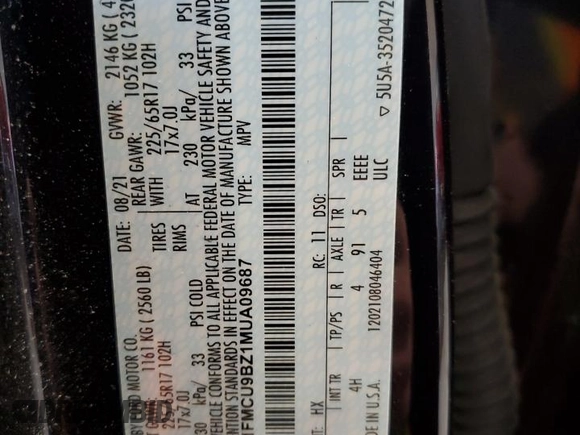 BY FORD MOTOR CO.
DATE: 08/21 GVWR: 2146 KG ( 4
1161 KG ( 2560 LB) REAR GAWR: 1052 KG ( 2320
225/65R17 102H TIRES WITH 225/65R17 102H
17x7.0J RIMS 17x7.0J
230 kPa/ 33 PSI COLD AT 230 kPa/ 33 PSI
VEHICLE CONFORMS TO ALL APPLICABLE FEDERAL MOTOR VEHICLE SAFETY AND
STANDARDS IN EFFECT ON THE DATE OF MANUFACTURE SHOWN ABOVE
FMCU9BZ1MUA09687 TYPE: MPV
HX RC: 11 DSO:
INT TR TP/PS R AXLE TR SPR
4H 4 91 5 EEEE
DE IN U.S.A. 1202108046404 ULC
▽ 5U5A-3520472